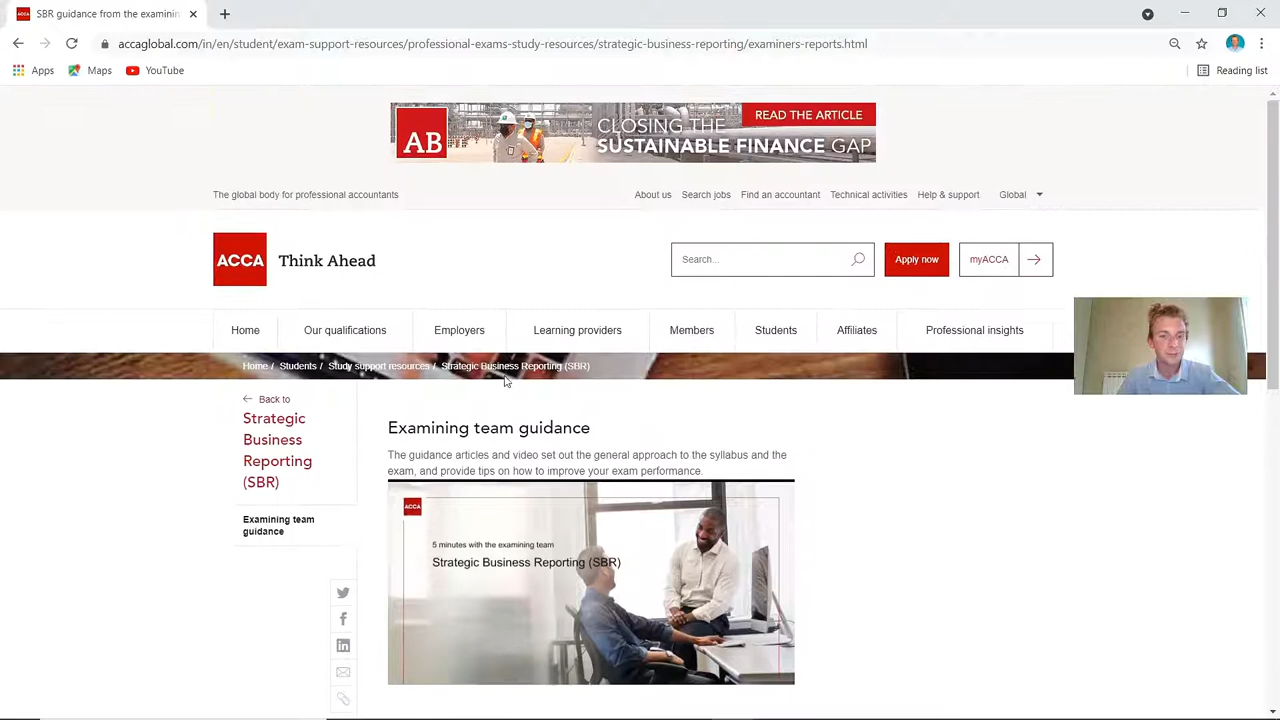 SBR guidance from the examinin
accaglobal.com/in/en/student/exam-support-resources/professional-exams-study-resources/strategic-business-reporting/examiners-reports.html
Apps
Maps
YouTube
Reading list
AB
CLOSING THE
SUSTAINABLE FINANCE GAP
READ THE ARTICLE
The global body for professional accountants
About us
Search jobs
Find an accountant
Technical activities
Help & support
Global
ACCA
Think Ahead
Search...
Apply now
myACCA
Home
Our qualifications
Employers
Learning providers
Members
Students
Affiliates
Professional insights
Home / Students / Study support resources / Strategic Business Reporting (SBR)
Back to
Strategic
Business
Reporting
(SBR)
Examining team
guidance
Examining team guidance
The guidance articles and video set out the general approach to the syllabus and the
exam, and provide tips on how to improve your exam performance.
ACCA
5 minutes with the examining team
Strategic Business Reporting (SBR)